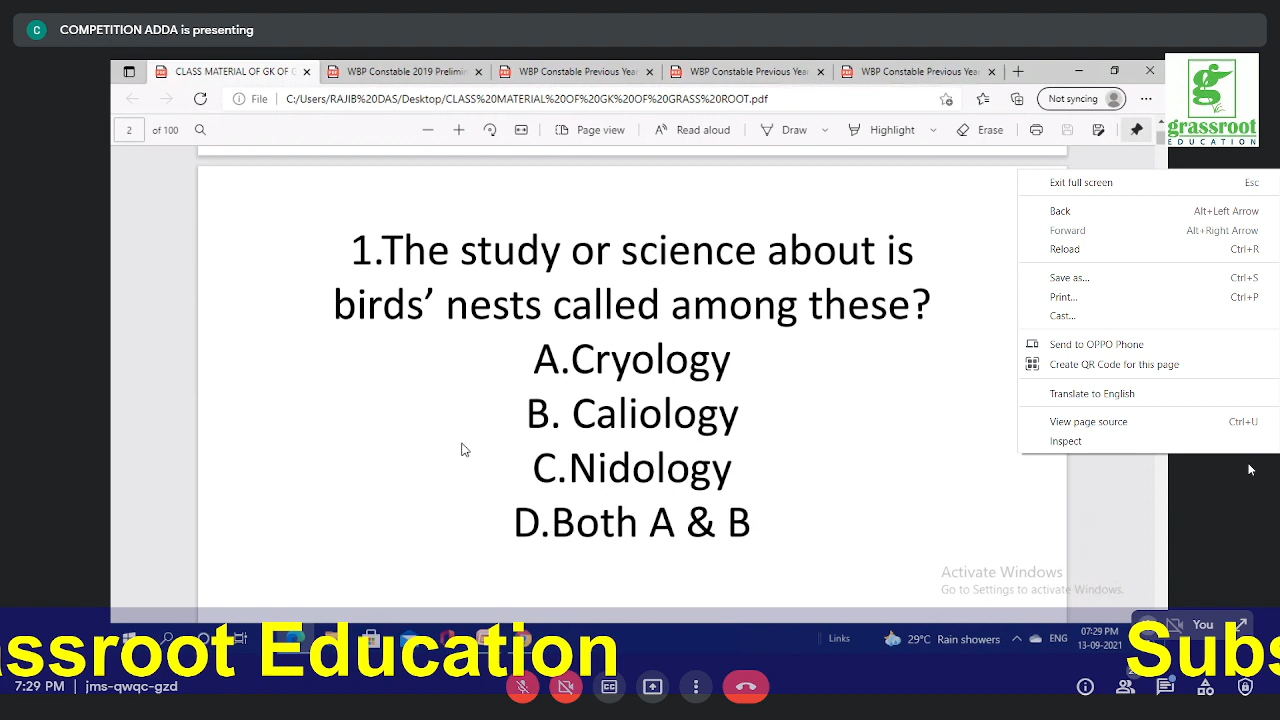 C COMPETITION ADDA is presenting
CLASS MATERIAL OF GK OF G
WBP Constable 2019 Prelimin
WBP Constable Previous Year
WBP Constable Previous Year
WBP Constable Previous Year
File C:/Users/RAJIB%20DAS/Desktop/CLASS%20MATERIAL%20OF%20GK%20OF%20GRASS%20ROOT.pdf
Not syncing
2 of 100
Page view
Read aloud
Draw
Highlight
Erase
grassroot
EDUCATION
Exit full screen Esc
Back Alt+Left Arrow
Forward Alt+Right Arrow
Reload Ctrl+R
Save as... Ctrl+S
Print... Ctrl+P
Cast...
Send to OPPO Phone
Create QR Code for this page
Translate to English
View page source Ctrl+U
Inspect
1.The study or science about is
birds’ nests called among these?
A.Cryology
B. Caliology
C.Nidology
D.Both A & B
Activate Windows
Go to Settings to activate Windows.
You
Links
29°C Rain showers
ENG
07:29 PM
13-09-2021
assroot Education
Subs
7:29 PM jms-qwqc-gzd